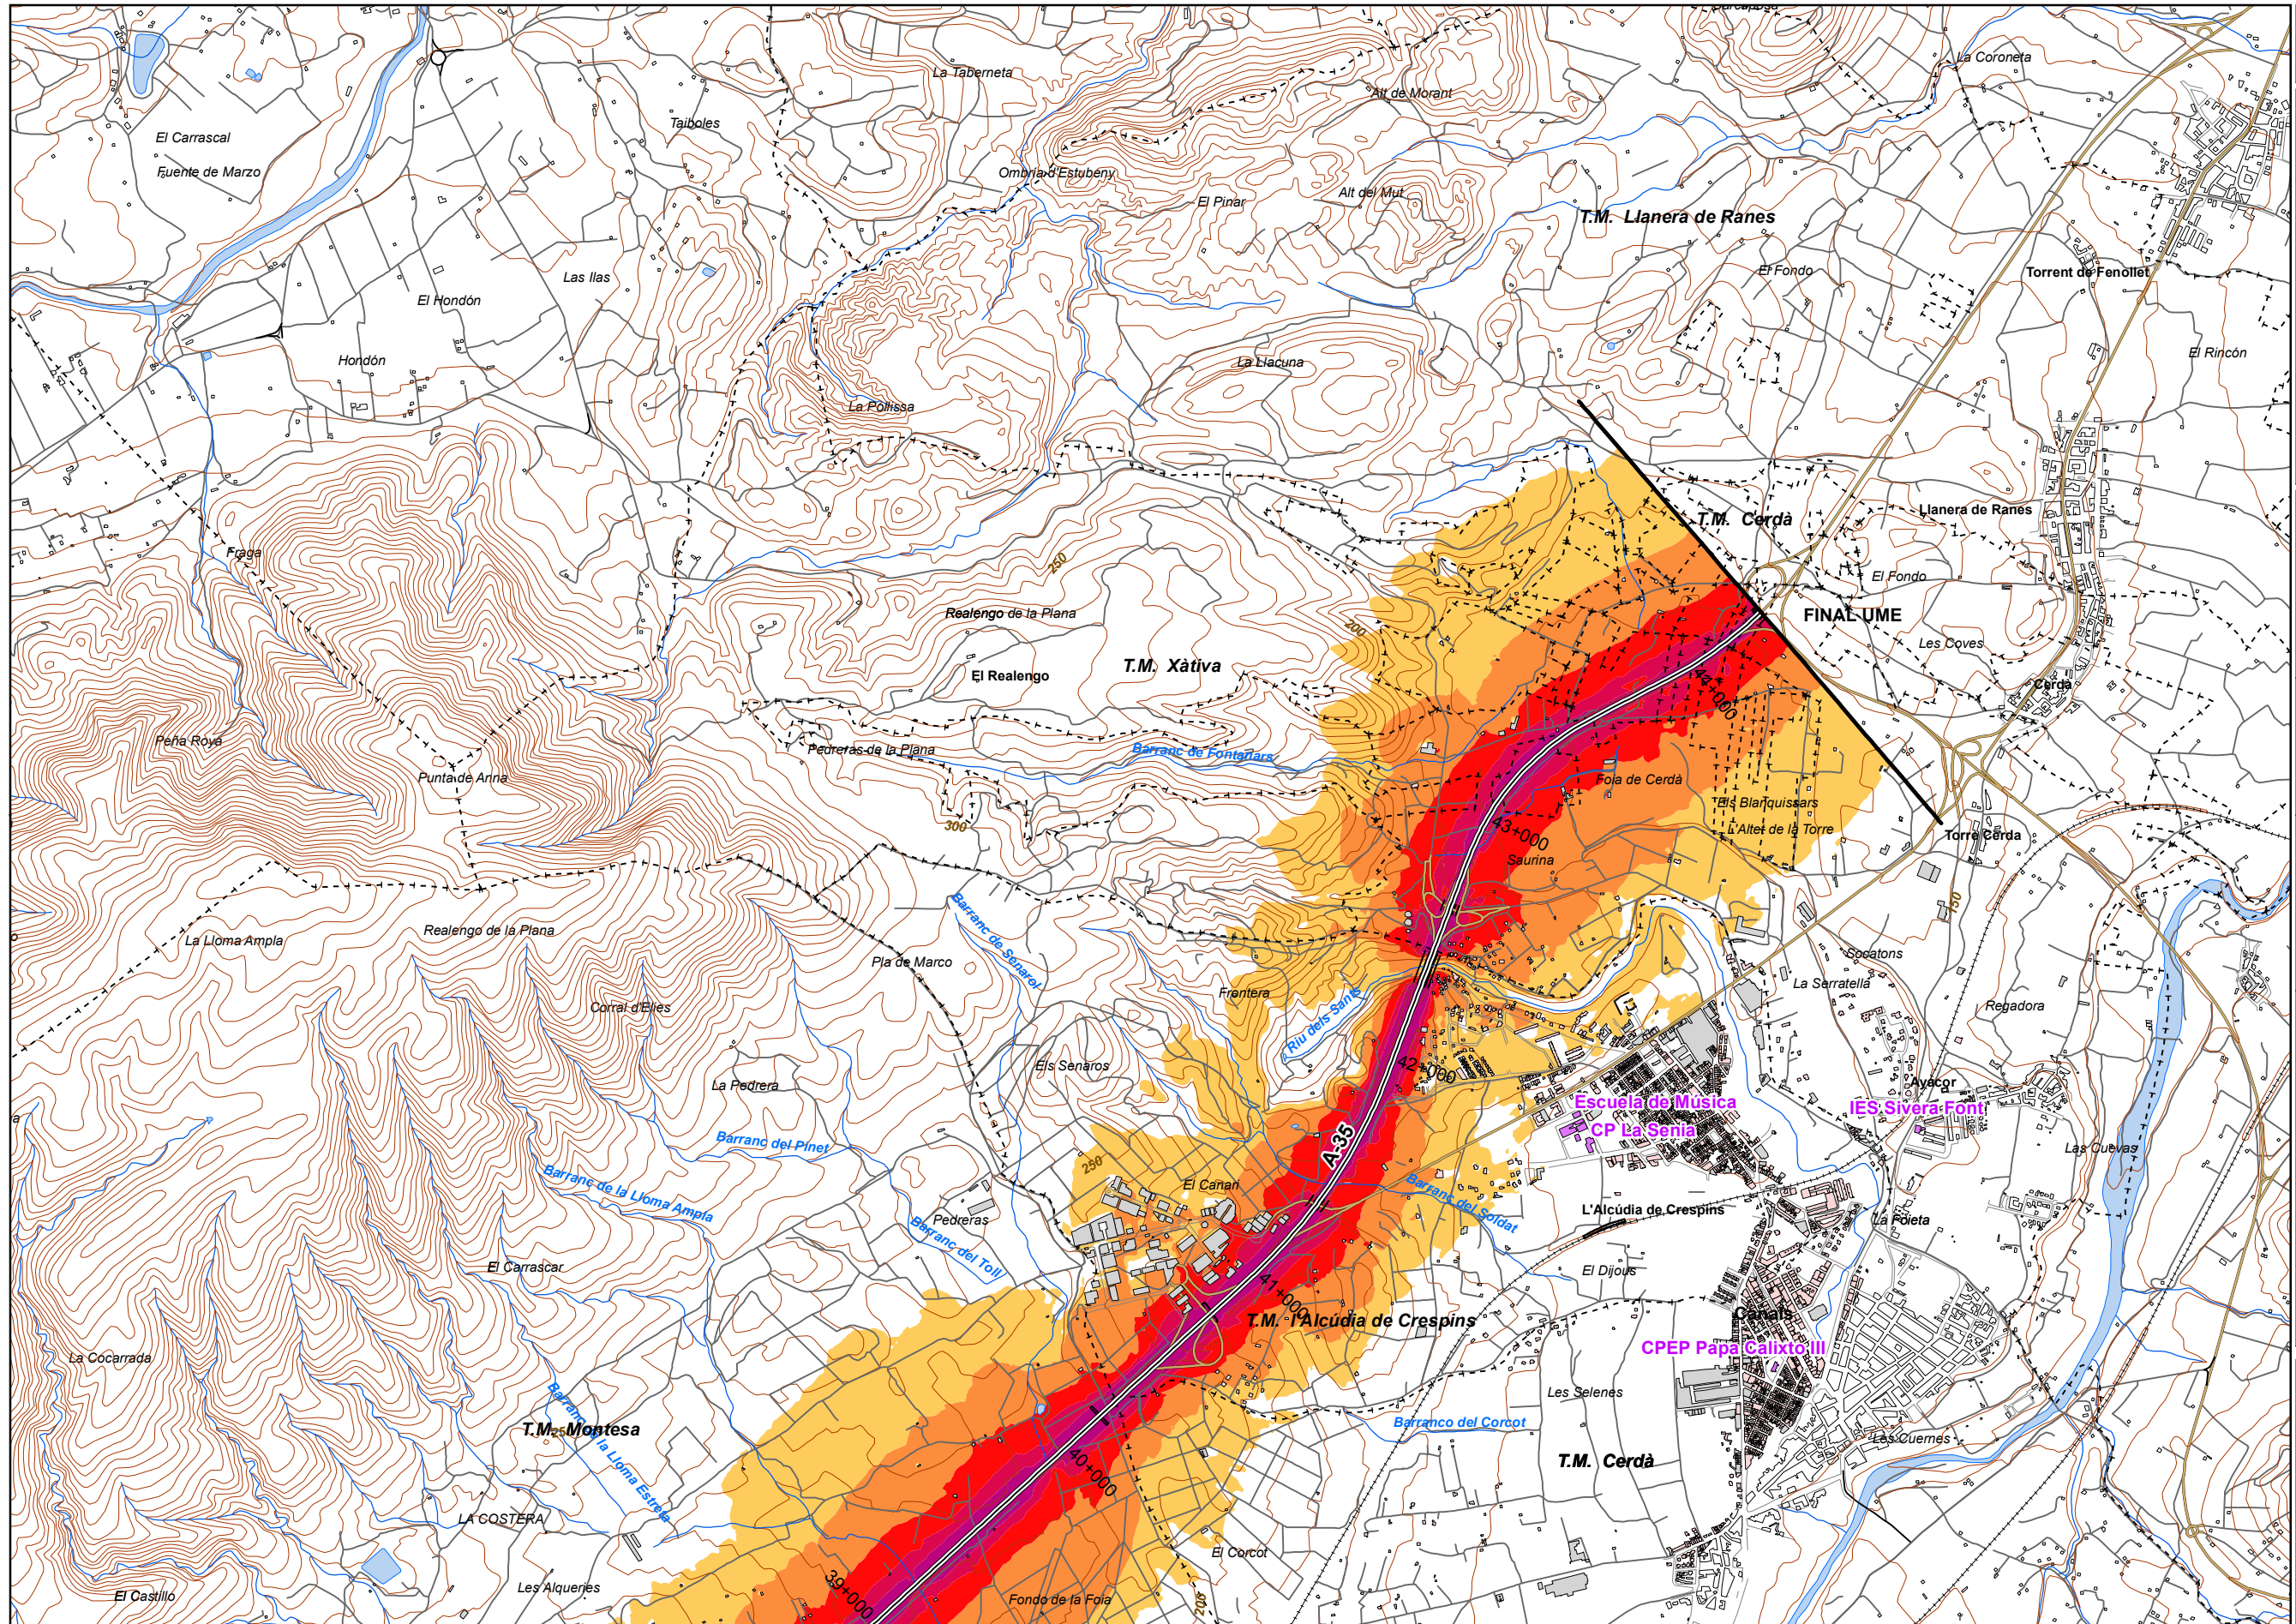 La Coroneta
La Taberneta
Alt de Morant
El Carrascal
Taiboles
Fuente de Marzo
Ombria d'Estubeny
El Pinar
Alt del Mut
T.M. Llanera de Ranes
Las Ilas
El Fondo
Torrent de Fenollet
El Hondón
Hondón
La Llacuna
El Rincón
La Pollissa
T.M. Cerdà
Llanera de Ranes
Fraga
250
El Fondo
Realengo de la Plana
FINAL UME
200
Les Coves
T.M. Xàtiva
El Realengo
44+000
Cerdà
Peña Roya
Pedreras de la Plana
Barranc de Fontanars
Punta de Anna
Foia de Cerdà
Els Blanquissars
300
43+000
L'Altet de la Torre
Torre Cerda
Saurina
150
Barranc de Senarol
La Lloma Ampla
Realengo de la Plana
Pla de Marco
Socatons
La Serratella
Frontera
Corral d'Elies
Regadora
Riu dels Sants
Els Senaros
42+000
La Pedrera
Ayacor
Escuela de Música
IES Sivera Font
CP La Senia
A-35
Barranc del Pinet
Las Cuevas
250
Barranc de la Lloma Ampla
El Canari
Barranc del Soldat
Pedreras
L'Alcúdia de Crespins
La Foieta
Barranc del Toll
El Carrascar
El Dijous
41+000
T.M. l'Alcúdia de Crespins
Canals
La Cocarrada
CPEP Papa Calixto III
Les Selenes
Barranc de la Lloma Estreta
T.M. Montesa
Barranco del Corcot
Les Cuernes
T.M. Cerdà
40+000
LA COSTERA
El Corcot
39+000
Les Alqueries
El Castillo
Fondo de la Foia
205